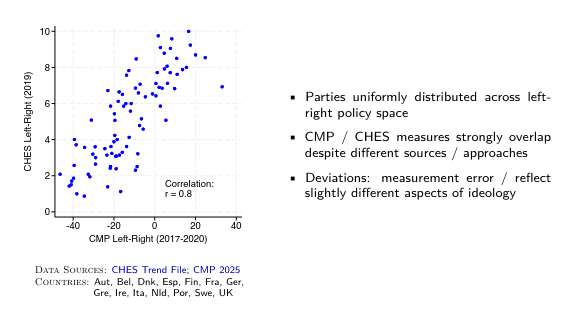 10
8
6
4
2
0
-40
-20
0
20
40
CHES Left-Right (2019)
CMP Left-Right (2017-2020)
Correlation:
r = 0.8
DATA SOURCES: CHES Trend File; CMP 2025
COUNTRIES: Aut, Bel, Dnk, Esp, Fin, Fra, Ger,
Gre, Ire, Ita, Nld, Por, Swe, UK
Parties uniformly distributed across left-
right policy space
CMP / CHES measures strongly overlap
despite different sources / approaches
Deviations: measurement error / reflect
slightly different aspects of ideology